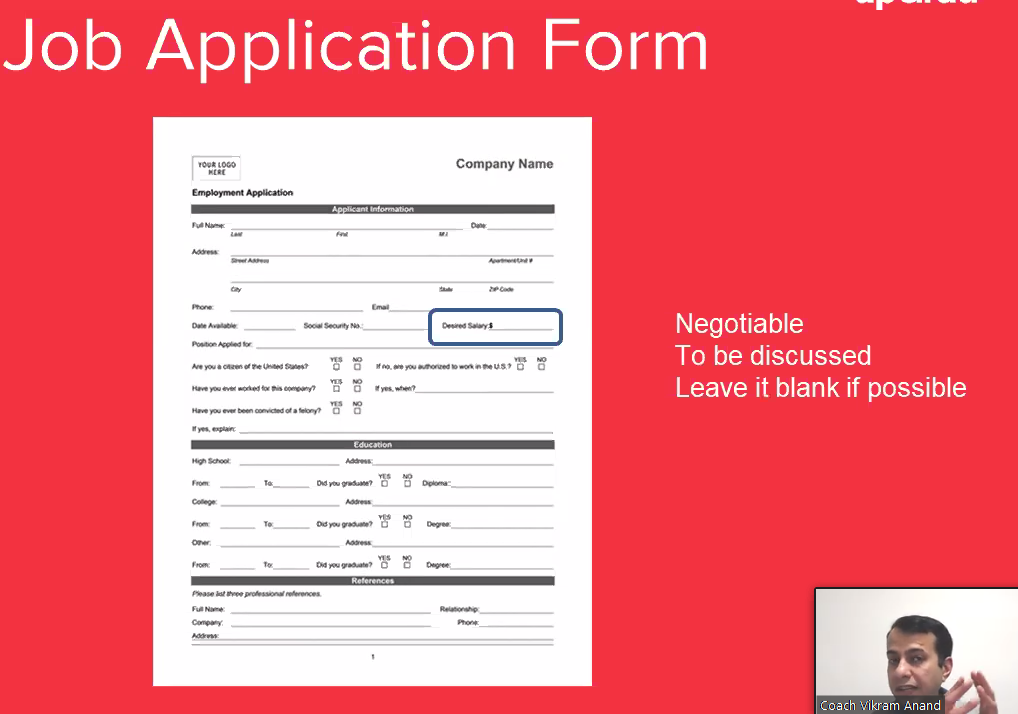 Job Application Form
YOUR LOGO
HERE
Company Name
Employment Application
Applicant Information
Full Name: Date:
Last First M.I.
Address:
Street Address Apartment/Unit #
City State ZIP Code
Phone: Email
Date Available: Social Security No.: Desired Salary:$
Position Applied for:
YES NO YES NO
Are you a citizen of the United States? If no, are you authorized to work in the U.S.?
YES NO
Have you ever worked for this company? If yes, when?
YES NO
Have you ever been convicted of a felony?
If yes, explain:
Education
High School: Address:
YES NO
From: To: Did you graduate? Diploma:
College: Address:
YES NO
From: To: Did you graduate? Degree:
Other: Address:
YES NO
From: To: Did you graduate? Degree:
References
Please list three professional references.
Full Name: Relationship:
Company: Phone:
Address:
1
Negotiable
To be discussed
Leave it blank if possible
Coach Vikram Anand